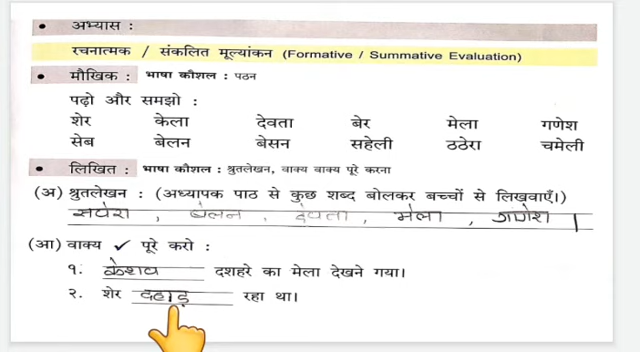 • अभ्यास :
रचनात्मक / संकलित मूल्यांकन (Formative / Summative Evaluation)
• मौखिक : भाषा कौशल : पठन
पढ़ो और समझो :
शेर केला देवता बेर मेला गणेश
सेब बेलन बेसन सहेली ठठेरा चमेली
• लिखित : भाषा कौशल : श्रुतलेखन, वाक्य वाक्य पूरे करना
(अ) श्रुतलेखन : (अध्यापक पाठ से कुछ शब्द बोलकर बच्चों से लिखवाएँ।)
सवेरा , बेलन , देवता , मेला , गणेश |
(आ) वाक्य ✓ पूरे करो :
१. केशव दशहरे का मेला देखने गया।
२. शेर दहाड़ रहा था।